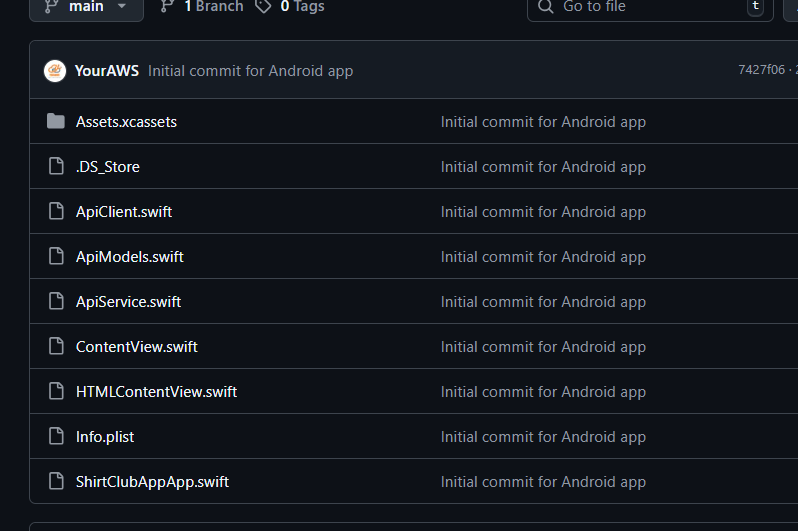 main 1 Branch 0 Tags Go to file t
YourAWS Initial commit for Android app 7427f06 ·
Assets.xcassets Initial commit for Android app
.DS_Store Initial commit for Android app
ApiClient.swift Initial commit for Android app
ApiModels.swift Initial commit for Android app
ApiService.swift Initial commit for Android app
ContentView.swift Initial commit for Android app
HTMLContentView.swift Initial commit for Android app
Info.plist Initial commit for Android app
ShirtClubAppApp.swift Initial commit for Android app